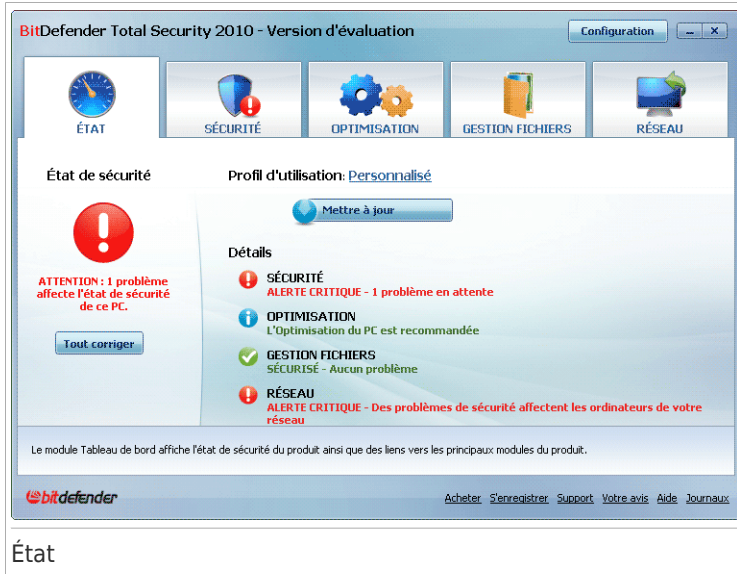 BitDefender Total Security 2010 - Version d'évaluation
Configuration
ÉTAT
SÉCURITÉ
OPTIMISATION
GESTION FICHIERS
RÉSEAU
État de sécurité
ATTENTION : 1 problème
affecte l'état de sécurité
de ce PC.
Tout corriger
Profil d'utilisation: Personnalisé
Mettre à jour
Détails
SÉCURITÉ
ALERTE CRITIQUE - 1 problème en attente
OPTIMISATION
L'Optimisation du PC est recommandée
GESTION FICHIERS
SÉCURISÉ - Aucun problème
RÉSEAU
ALERTE CRITIQUE - Des problèmes de sécurité affectent les ordinateurs de votre
réseau
Le module Tableau de bord affiche l'état de sécurité du produit ainsi que des liens vers les principaux modules du produit.
bitdefender
Acheter S'enregistrer Support Votre avis Aide Journaux
État